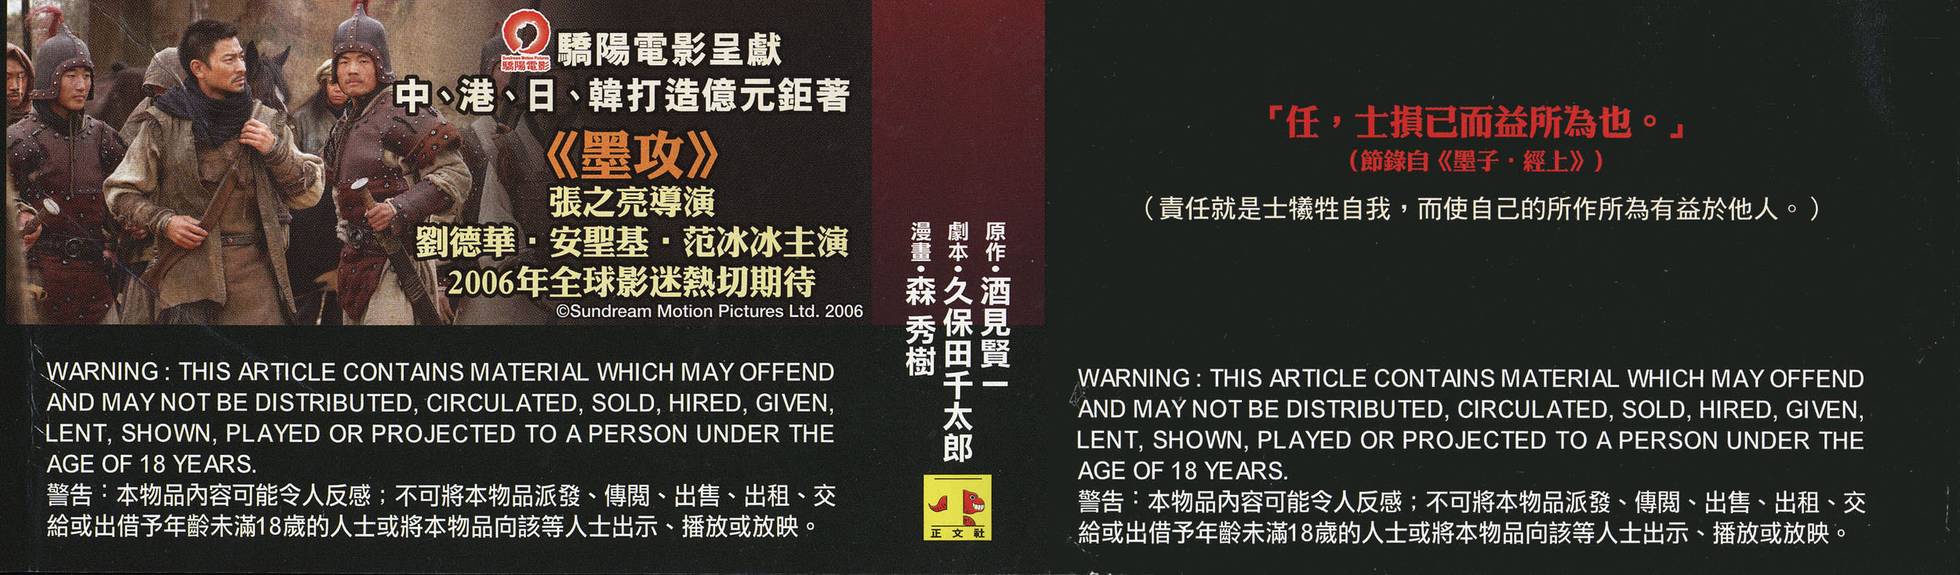 Sundream Motion Pictures
驕陽電影
驕陽電影呈獻
中、港、日、韓打造億元鉅著
《墨攻》
張之亮導演
劉德華・安聖基・范冰冰主演
2006年全球影迷熱切期待
©Sundream Motion Pictures Ltd. 2006
WARNING : THIS ARTICLE CONTAINS MATERIAL WHICH MAY OFFEND
AND MAY NOT BE DISTRIBUTED, CIRCULATED, SOLD, HIRED, GIVEN,
LENT, SHOWN, PLAYED OR PROJECTED TO A PERSON UNDER THE
AGE OF 18 YEARS.
警告：本物品內容可能令人反感；不可將本物品派發、傳閱、出售、出租、交
給或出借予年齡未滿18歲的人士或將本物品向該等人士出示、播放或放映。
原作・酒見賢一
劇本・久保田千太郎
漫畫・森 秀樹
正文社
「任，士損己而益所為也。」
（節錄自《墨子・經上》）
（責任就是士犧牲自我，而使自己的所作所為有益於他人。）
WARNING : THIS ARTICLE CONTAINS MATERIAL WHICH MAY OFFEND
AND MAY NOT BE DISTRIBUTED, CIRCULATED, SOLD, HIRED, GIVEN,
LENT, SHOWN, PLAYED OR PROJECTED TO A PERSON UNDER THE
AGE OF 18 YEARS.
警告：本物品內容可能令人反感；不可將本物品派發、傳閱、出售、出租、交
給或出借予年齡未滿18歲的人士或將本物品向該等人士出示、播放或放映。